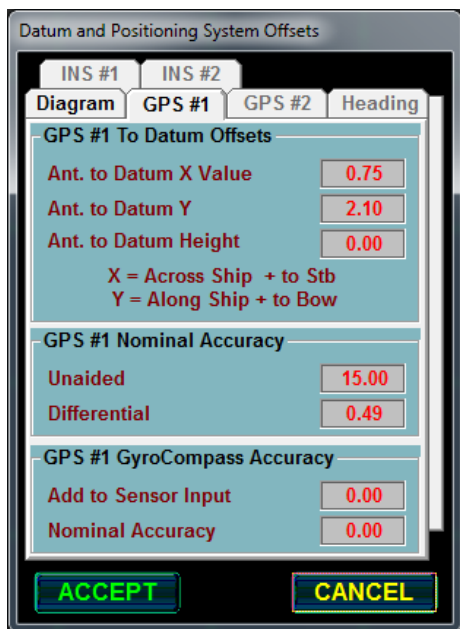 Datum and Positioning System Offsets
INS #1 INS #2
Diagram GPS #1 GPS #2 Heading
GPS #1 To Datum Offsets
Ant. to Datum X Value 0.75
Ant. to Datum Y 2.10
Ant. to Datum Height 0.00
X = Across Ship + to Stb
Y = Along Ship + to Bow
GPS #1 Nominal Accuracy
Unaided 15.00
Differential 0.49
GPS #1 GyroCompass Accuracy
Add to Sensor Input 0.00
Nominal Accuracy 0.00
ACCEPT CANCEL